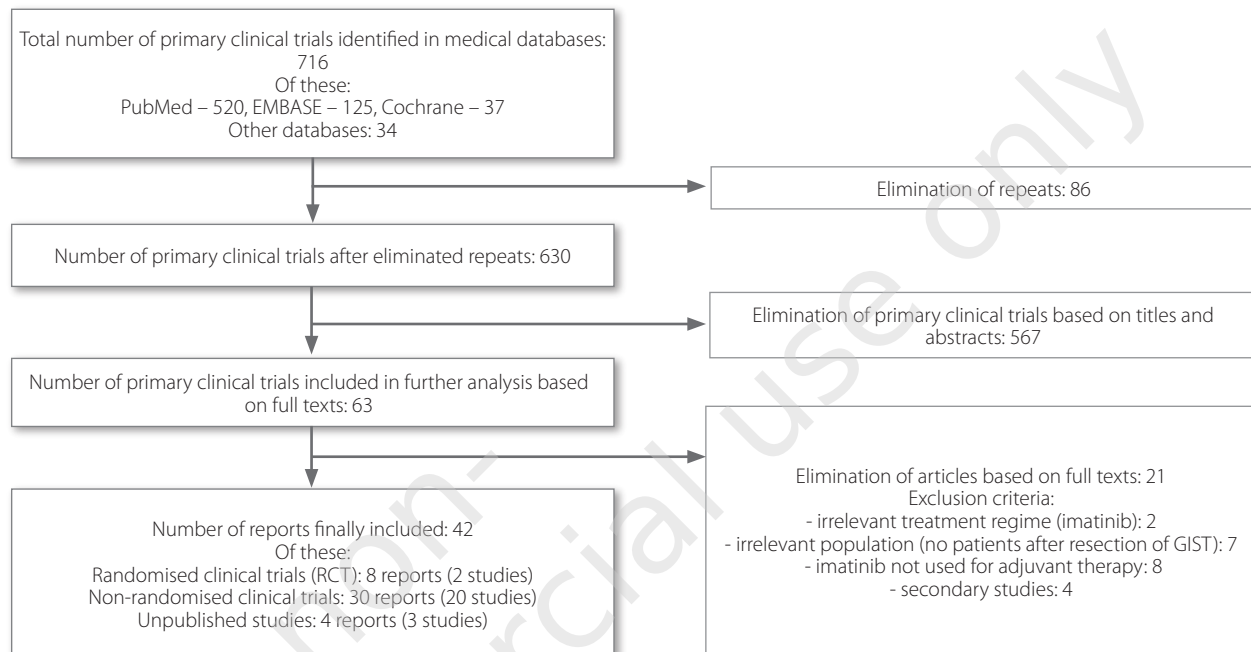 Total number of primary clinical trials identified in medical databases:
716
Of these:
PubMed – 520, EMBASE – 125, Cochrane – 37
Other databases: 34
Elimination of repeats: 86
Number of primary clinical trials after eliminated repeats: 630
Elimination of primary clinical trials based on titles and
abstracts: 567
Number of primary clinical trials included in further analysis based
on full texts: 63
Elimination of articles based on full texts: 21
Exclusion criteria:
- irrelevant treatment regime (imatinib): 2
- irrelevant population (no patients after resection of GIST): 7
- imatinib not used for adjuvant therapy: 8
- secondary studies: 4
Number of reports finally included: 42
Of these:
Randomised clinical trials (RCT): 8 reports (2 studies)
Non-randomised clinical trials: 30 reports (20 studies)
Unpublished studies: 4 reports (3 studies)
non-
rcial use only